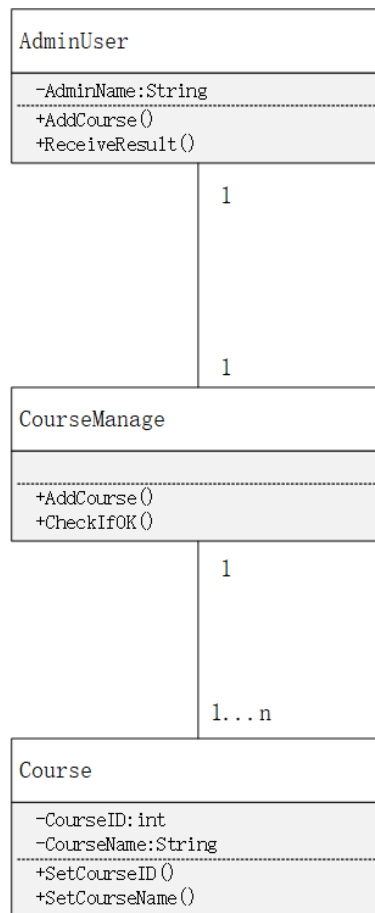 AdminUser
-AdminName:String
+AddCourse()
+ReceiveResult()
1
1
CourseManage
+AddCourse()
+CheckIfOK()
1
1...n
Course
-CourseID:int
-CourseName:String
+SetCourseID()
+SetCourseName()